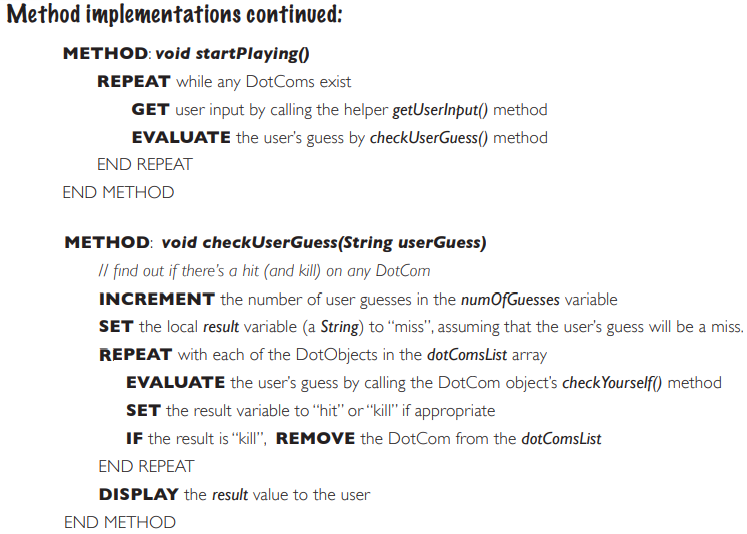 Method implementations continued:
METHOD: void startPlaying()
REPEAT while any DotComs exist
GET user input by calling the helper getUserInput() method
EVALUATE the user's guess by checkUserGuess() method
END REPEAT
END METHOD
METHOD: void checkUserGuess(String userGuess)
// find out if there's a hit (and kill) on any DotCom
INCREMENT the number of user guesses in the numOfGuesses variable
SET the local result variable (a String) to “miss”, assuming that the user's guess will be a miss.
REPEAT with each of the DotObjects in the dotComsList array
EVALUATE the user's guess by calling the DotCom object's checkYourself() method
SET the result variable to “hit” or “kill” if appropriate
IF the result is “kill”, REMOVE the DotCom from the dotComsList
END REPEAT
DISPLAY the result value to the user
END METHOD